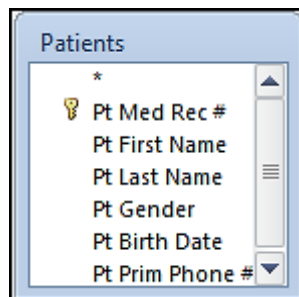 Patients
*
Pt Med Rec #
Pt First Name
Pt Last Name
Pt Gender
Pt Birth Date
Pt Prim Phone #